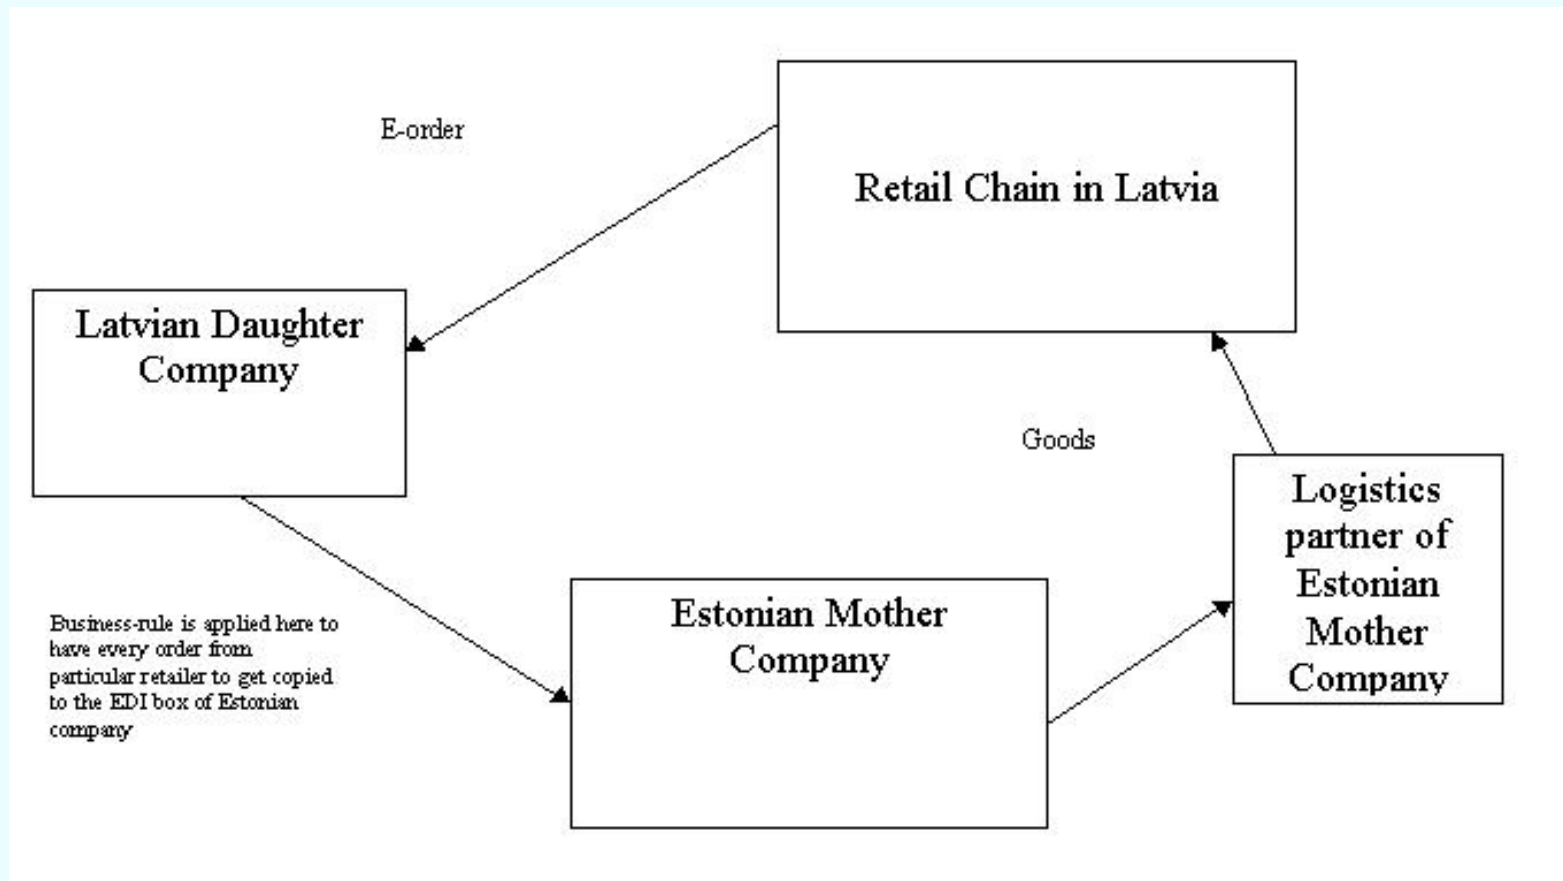 E-order
Retail Chain in Latvia
Latvian Daughter
Company
Goods
Logistics
partner of
Estonian
Mother
Company
Estonian Mother
Company
Business-rule is applied here to
have every order from
particular retailer to get copied
to the EDI box of Estonian
company